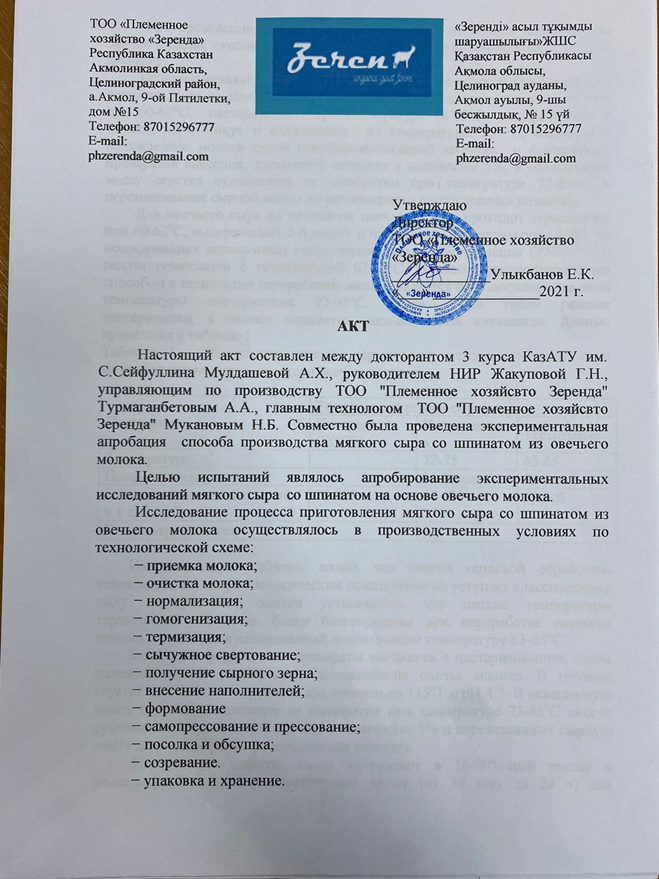 ТОО «Племенное
хозяйство «Зеренда»
Республика Казахстан
Акмолинкая область,
Целиноградский район,
а.Акмол, 9-ой Пятилетки,
дом №15
Телефон: 87015296777
E-mail:
phzerenda@gmail.com
Zeren
organic goat farm
«Зеренді» асыл тұқымды
шаруашылығы»ЖШС
Қазақстан Республикасы
Ақмола облысы,
Целиноград ауданы,
Ақмол ауылы, 9-шы
бесжылдық, № 15 үй
Телефон: 87015296777
E-mail:
phzerenda@gmail.com
Утверждаю
Директор
ТОО «Племенное хозяйство
«Зеренда»
Улыкбанов Е.К.
«Зеренда»
2021 г.
АКТ
Настоящий акт составлен между докторантом 3 курса КазАТУ им.
С.Сейфуллина Мулдашевой А.Х., руководителем НИР Жакуповой Г.Н.,
управляющим по производству ТОО "Племенное хозяйсвто Зеренда"
Турмаганбетовым А.А., главным технологом ТОО "Племенное хозяйсвто
Зеренда" Мукановым Н.Б. Совместно была проведена экспериментальная
апробация способа производства мягкого сыра со шпинатом из овечьего
молока.
Целью испытаний являлось апробирование экспериментальных
исследований мягкого сыра со шпинатом на основе овечьего молока.
Исследование процесса приготовления мягкого сыра со шпинатом из
овечьего молока осуществлялось в производственных условиях по
технологической схеме:
− приемка молока;
− очистка молока;
− нормализация;
− гомогенизация;
− термизация;
− сычужное свертование;
− получение сырного зерна;
− внесение наполнителей;
− формование
− самопрессование и прессование;
− посолка и обсушка;
− созревание.
− упаковка и хранение.